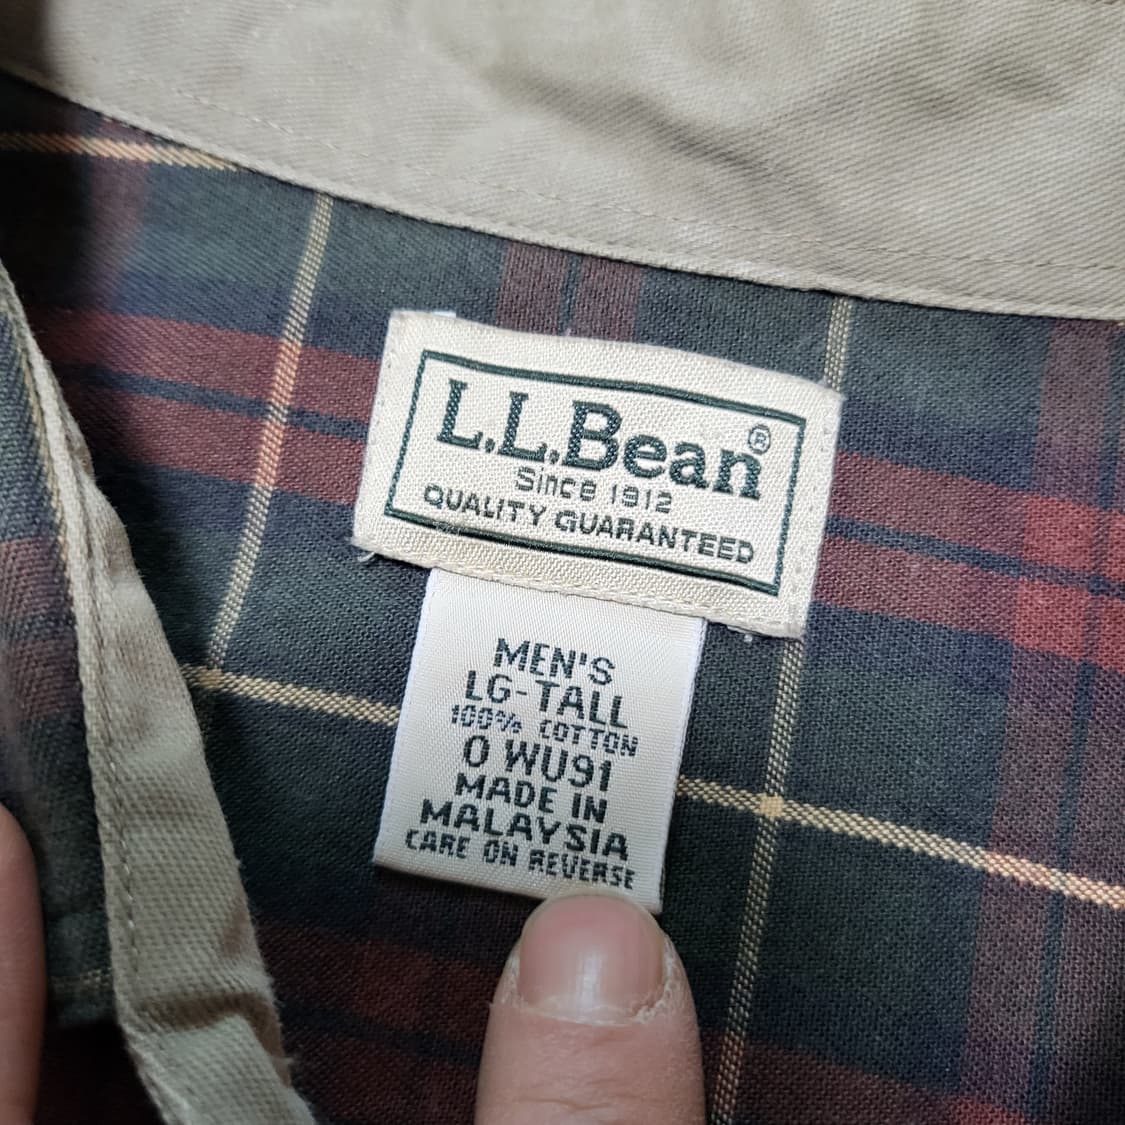 L.L.Bean®
Since 1912
QUALITY GUARANTEED
MEN'S
LG-TALL
100% COTTON
0 WU91
MADE IN
MALAYSIA
CARE ON REVERSE